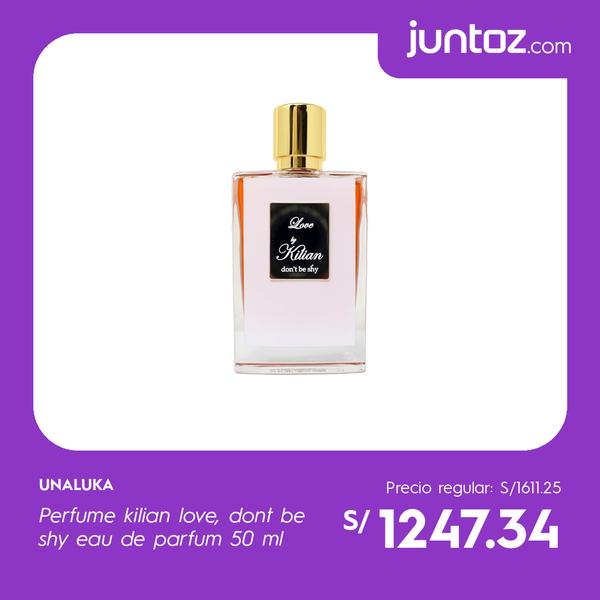 juntoz.com
Love
by
Kilian
don't be shy
UNALUKA
Perfume kilian love, dont be
shy eau de parfum 50 ml
Precio regular: S/1611.25
S/ 1247.34